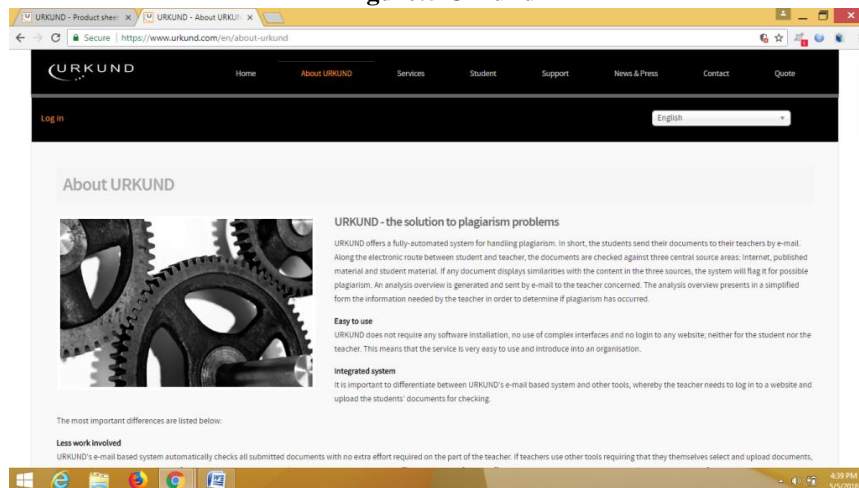 URKUND - Product sheet
URKUND - About URKUN
Secure | https://www.urkund.com/en/about-urkund
URKUND
Home About URKUND Services Student Support News & Press Contact Quote
Log in
English
About URKUND
URKUND - the solution to plagiarism problems
URKUND offers a fully-automated system for handling plagiarism. In short, the students send their documents to their teachers by e-mail.
Along the electronic route between student and teacher, the documents are checked against three central source areas: Internet, published
material and student material. If any document displays similarities with the content in the three sources, the system will flag it for possible
plagiarism. An analysis overview is generated and sent by e-mail to the teacher concerned. The analysis overview presents in a simplified
form the information needed by the teacher in order to determine if plagiarism has occurred.
Easy to use
URKUND does not require any software installation, no use of complex interfaces and no login to any website; neither for the student nor the
teacher. This means that the service is very easy to use and introduce into an organisation.
Integrated system
It is important to differentiate between URKUND's e-mail based system and other tools, whereby the teacher needs to log in to a website and
upload the students' documents for checking.
The most important differences are listed below:
Less work involved
URKUND's e-mail based system automatically checks all submitted documents with no extra effort required on the part of the teacher. If teachers use other tools requiring that they themselves select and upload documents,
4:39 PM
5/5/2018